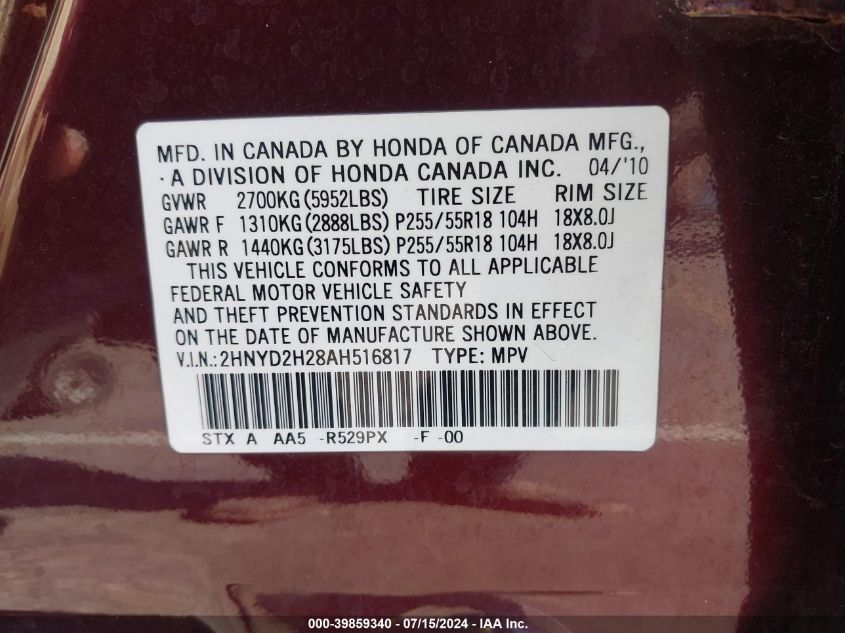 MFD. IN CANADA BY HONDA OF CANADA MFG.,
·A DIVISION OF HONDA CANADA INC. 04/'10
GVWR 2700KG(5952LBS) TIRE SIZE RIM SIZE
GAWR F 1310KG(2888LBS) P255/55R18 104H 18X8.0J
GAWR R 1440KG(3175LBS) P255/55R18 104H 18X8.0J
THIS VEHICLE CONFORMS TO ALL APPLICABLE
FEDERAL MOTOR VEHICLE SAFETY
AND THEFT PREVENTION STANDARDS IN EFFECT
ON THE DATE OF MANUFACTURE SHOWN ABOVE.
V.I.N.:2HNYD2H28AH516817 TYPE: MPV
STX A AA5 -R529PX -F -00
000-39859340 - 07/15/2024 - IAA Inc.